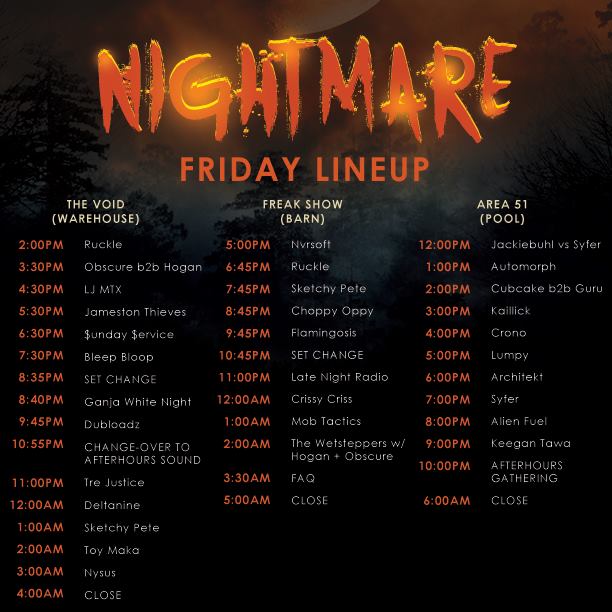 NIGHTMARE
FRIDAY LINEUP
THE VOID
(WAREHOUSE)
2:00PM Ruckle
3:30PM Obscure b2b Hogan
4:30PM LJ MTX
5:30PM Jameston Thieves
6:30PM $unday $ervice
7:30PM Bleep Bloop
8:35PM SET CHANGE
8:40PM Ganja White Night
9:45PM Dubloadz
10:55PM CHANGE-OVER TO
AFTERHOURS SOUND
11:00PM Tre Justice
12:00AM Deltanine
1:00AM Sketchy Pete
2:00AM Toy Maka
3:00AM Nysus
4:00AM CLOSE
FREAK SHOW
(BARN)
5:00PM Nvrsoft
6:45PM Ruckle
7:45PM Sketchy Pete
8:45PM Choppy Oppy
9:45PM Flamingosis
10:45PM SET CHANGE
11:00PM Late Night Radio
12:00AM Crissy Criss
1:00AM Mob Tactics
2:00AM The Wetsteppers w/
Hogan + Obscure
3:30AM FAQ
5:00AM CLOSE
AREA 51
(POOL)
12:00PM Jackiebuhl vs Syfer
1:00PM Automorph
2:00PM Cubcake b2b Guru
3:00PM Kaillick
4:00PM Crono
5:00PM Lumpy
6:00PM Architekt
7:00PM Syfer
8:00PM Alien Fuel
9:00PM Keegan Tawa
10:00PM AFTERHOURS
GATHERING
6:00AM CLOSE